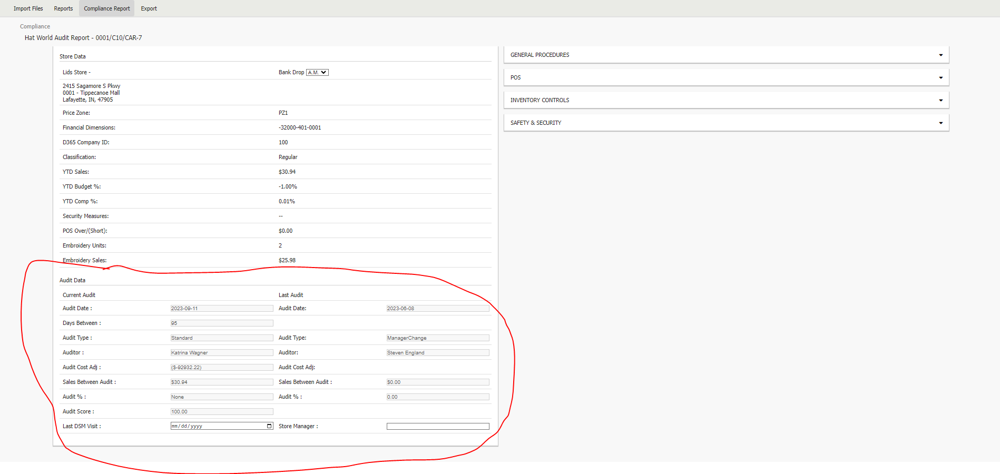 Import Files Reports Compliance Report Export
Compliance
Hat World Audit Report - 0001/C10/CAR-7
Store Data
Lids Store - Bank Drop A.M.
2415 Sagamore S Pkwy
0001 - Tippecanoe Mall
Lafayette, IN, 47905
Price Zone: PZ1
Financial Dimensions: -32000-401-0001
D365 Company ID: 100
Classification: Regular
YTD Sales: $30.94
YTD Budget %: -1.00%
YTD Comp %: 0.01%
Security Measures: --
POS Over/(Short): $0.00
Embroidery Units: 2
Embroidery Sales: $25.98
Audit Data
Current Audit Last Audit
Audit Date : 2023-09-11 Audit Date: 2023-06-08
Days Between : 95
Audit Type : Standard Audit Type: ManagerChange
Auditor : Katrina Wagner Auditor: Steven England
Audit Cost Adj : ($-92932.22) Audit Cost Adj:
Sales Between Audit : $30.94 Sales Between Audit : $0.00
Audit % : None Audit % : 0.00
Audit Score : 100.00
Last DSM Visit : mm/dd/yyyy Store Manager :
GENERAL PROCEDURES
POS
INVENTORY CONTROLS
SAFETY & SECURITY